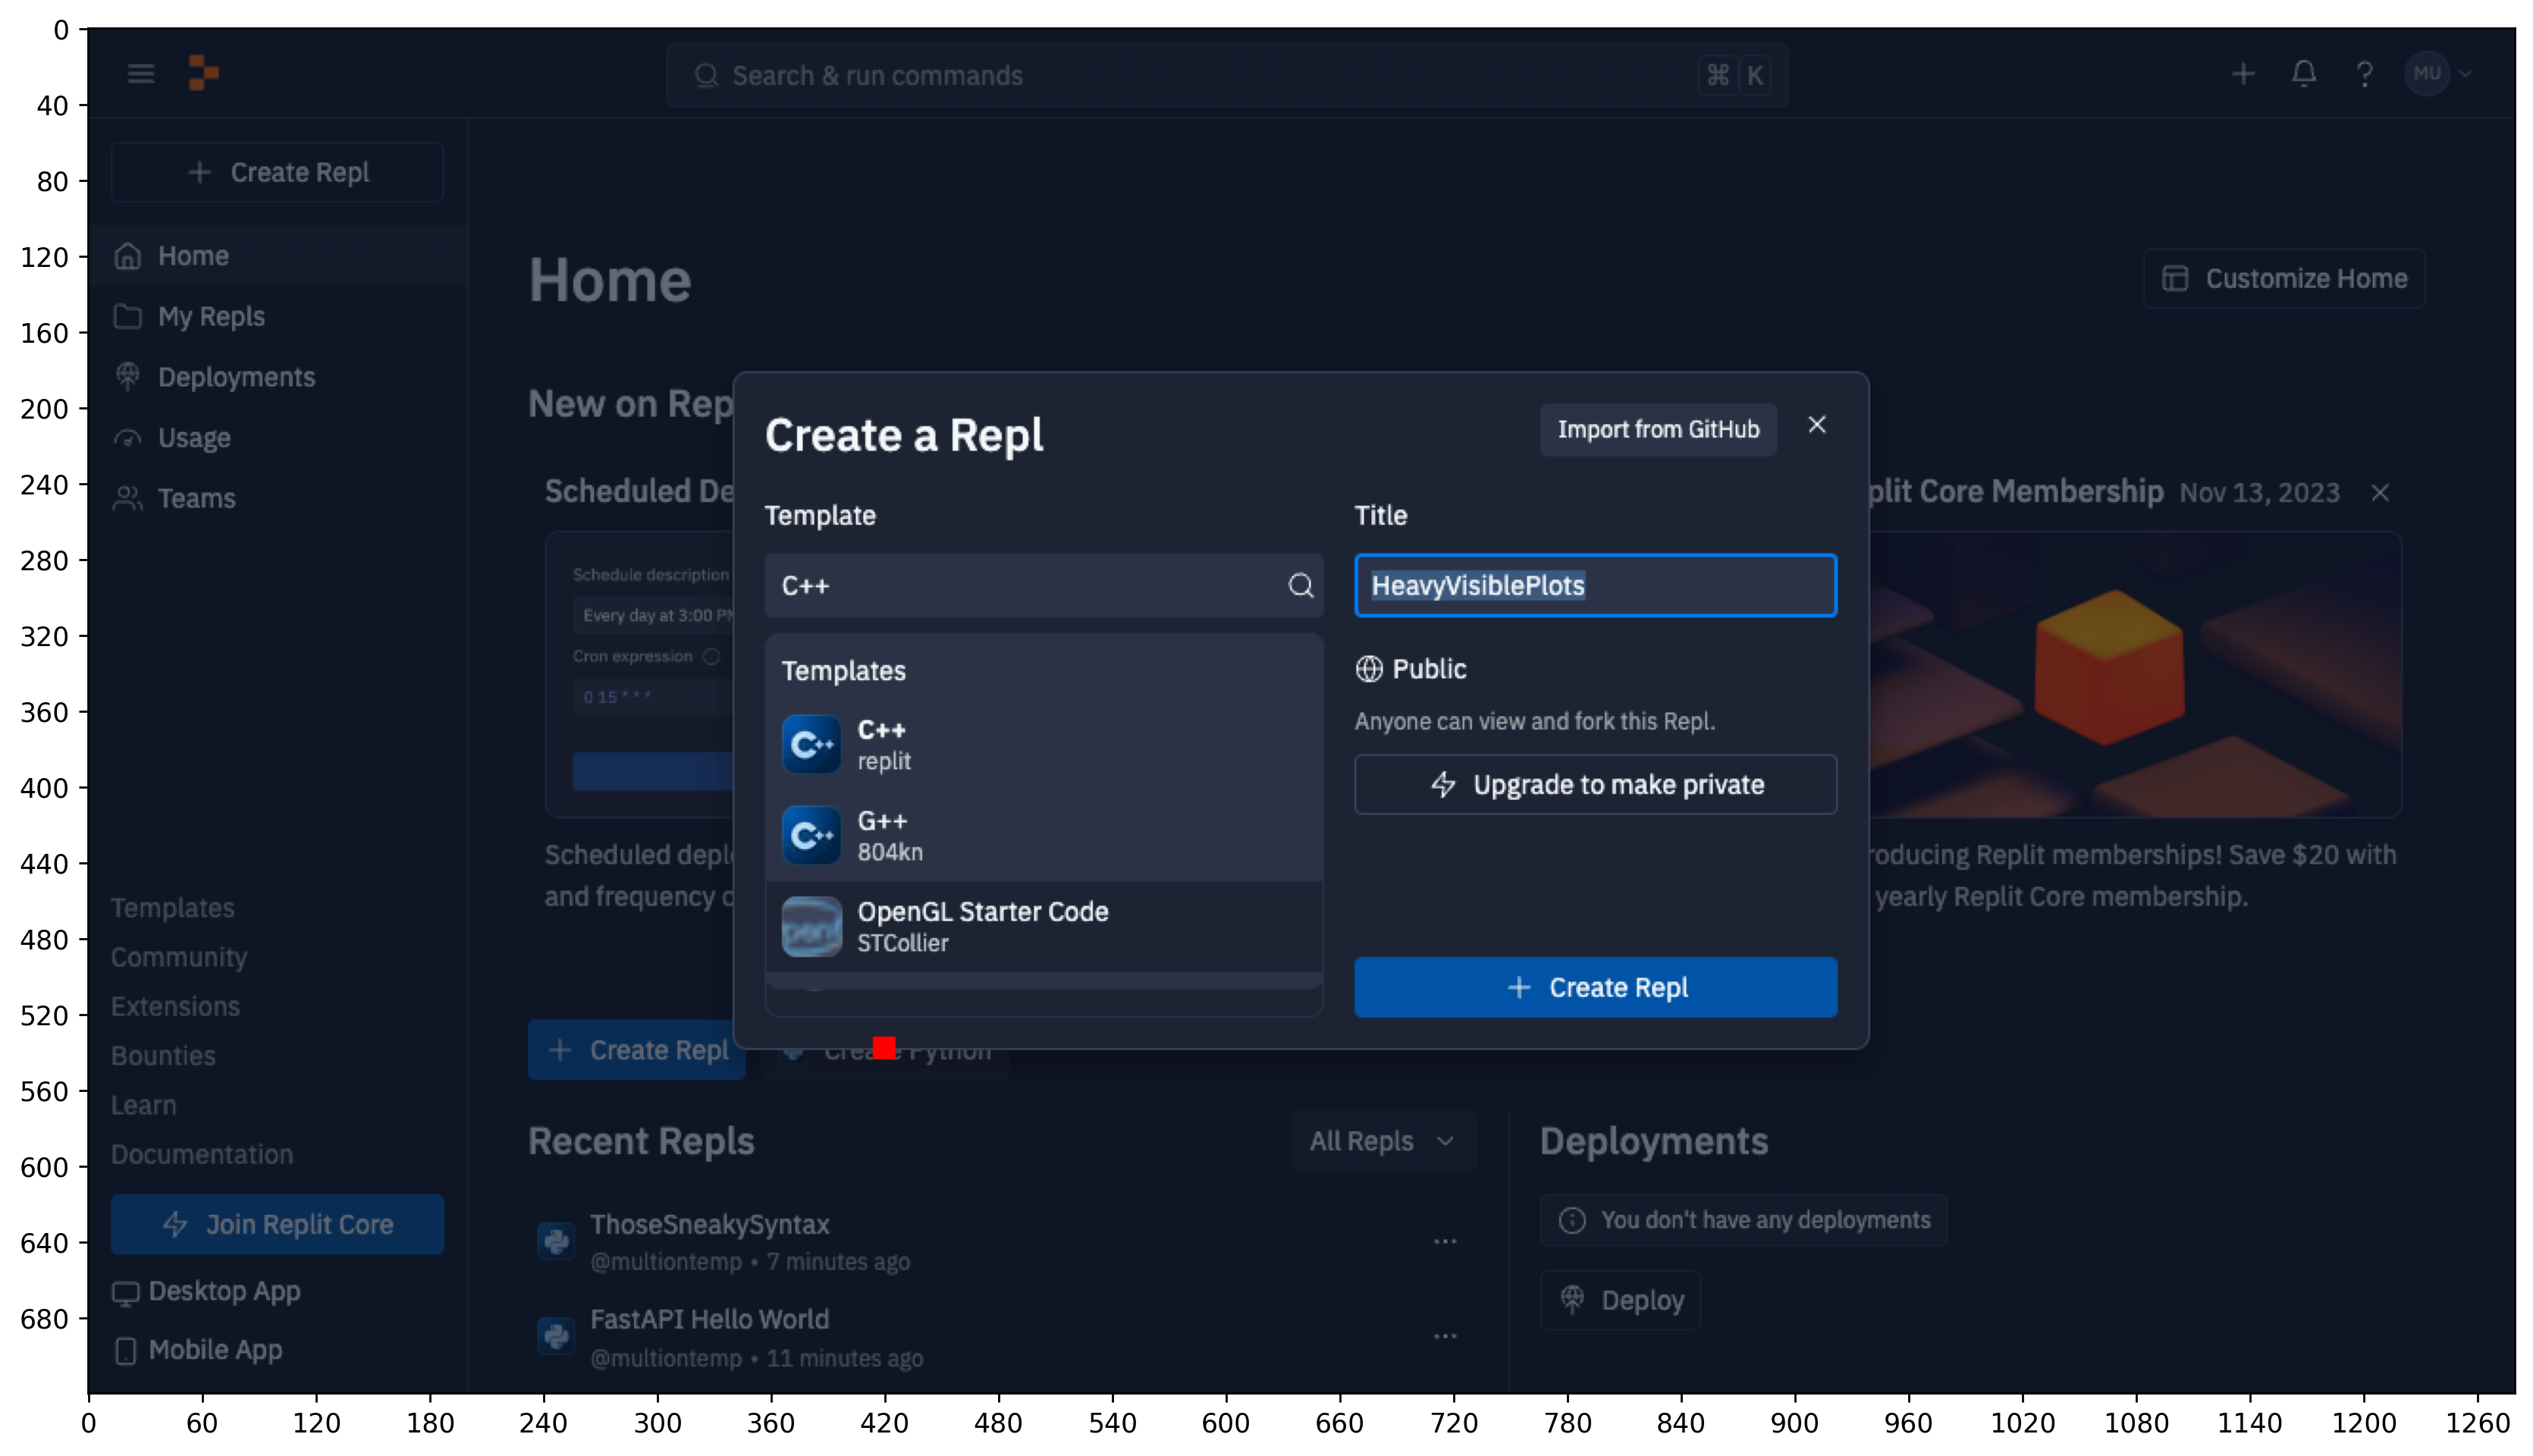 0
40
80
120
160
200
240
280
320
360
400
440
480
520
560
600
640
680
Search & run commands
⌘ K
MU
Create Repl
Home
My Repls
Deployments
Usage
Teams
Templates
Community
Extensions
Bounties
Learn
Documentation
Join Replit Core
Desktop App
Mobile App
Home
Customize Home
New on Rep
Scheduled De
Schedule description
Every day at 3:00 PM
Cron expression
0 15 * * *
Scheduled depl
and frequency
plit Core Membership Nov 13, 2023
roducing Replit memberships! Save $20 with
yearly Replit Core membership.
Create a Repl
Import from GitHub
Template
C++
Templates
C++
replit
G++
804kn
OpenGL Starter Code
STCollier
Title
HeavyVisiblePlots
Public
Anyone can view and fork this Repl.
Upgrade to make private
Create Repl
Create Repl
Create Python
Recent Repls
All Repls
ThoseSneakySyntax
@multiontemp • 7 minutes ago
FastAPI Hello World
@multiontemp • 11 minutes ago
Deployments
You don't have any deployments
Deploy
0 60 120 180 240 300 360 420 480 540 600 660 720 780 840 900 960 1020 1080 1140 1200 1260